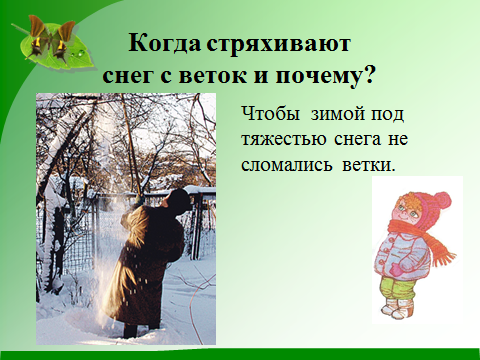 Когда стряхивают
снег с веток и почему?
Чтобы зимой под
тяжестью снега не
сломались ветки.